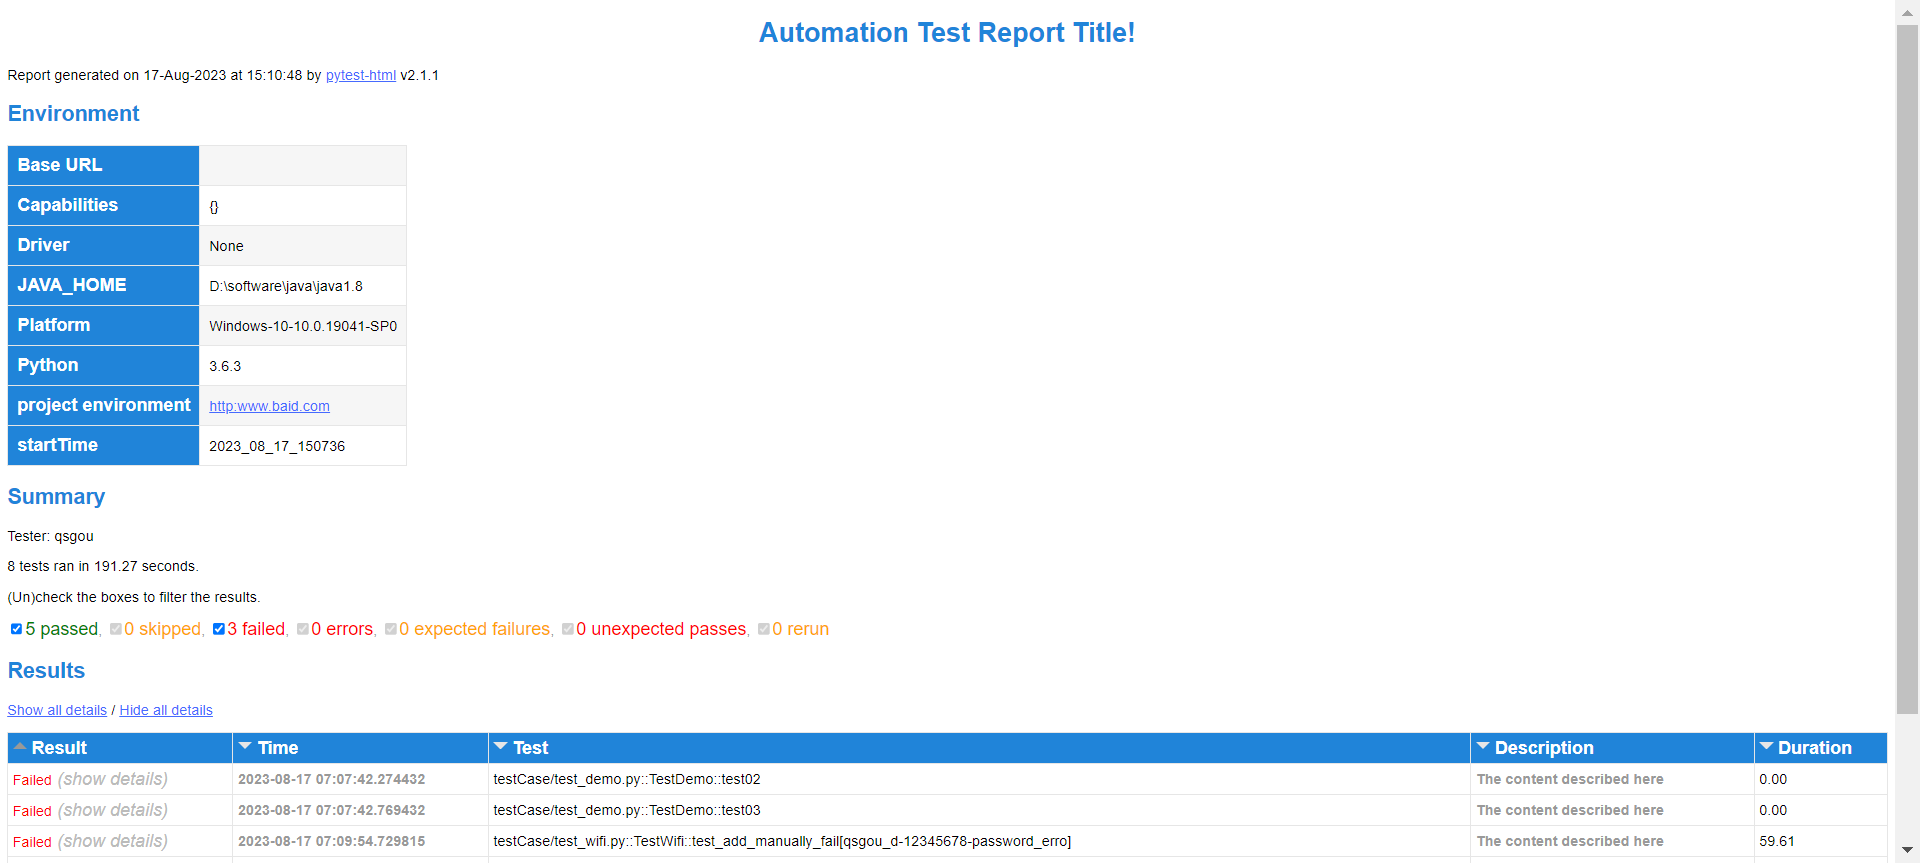 Automation Test Report Title!
Report generated on 17-Aug-2023 at 15:10:48 by pytest-html v2.1.1
Environment
Base URL
Capabilities {}
Driver None
JAVA_HOME D:\software\java\java1.8
Platform Windows-10-10.0.19041-SP0
Python 3.6.3
project environment http:www.baid.com
startTime 2023_08_17_150736
Summary
Tester: qsgou
8 tests ran in 191.27 seconds.
(Un)check the boxes to filter the results.
5 passed, 0 skipped, 3 failed, 0 errors, 0 expected failures, 0 unexpected passes, 0 rerun
Results
Show all details / Hide all details
Result Time Test Description Duration
Failed (show details) 2023-08-17 07:07:42.274432 testCase/test_demo.py::TestDemo::test02 The content described here 0.00
Failed (show details) 2023-08-17 07:07:42.769432 testCase/test_demo.py::TestDemo::test03 The content described here 0.00
Failed (show details) 2023-08-17 07:09:54.729815 testCase/test_wifi.py::TestWifi::test_add_manually_fail[qsgou_d-12345678-password_erro] The content described here 59.61